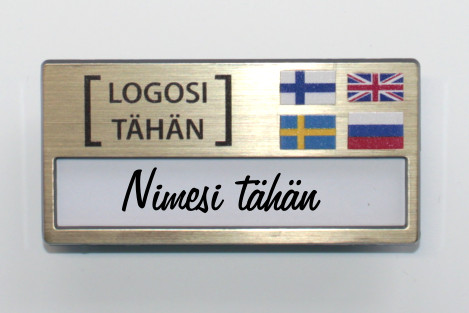 [ LOGOSI
TÄHÄN ]
Nimesi tähän